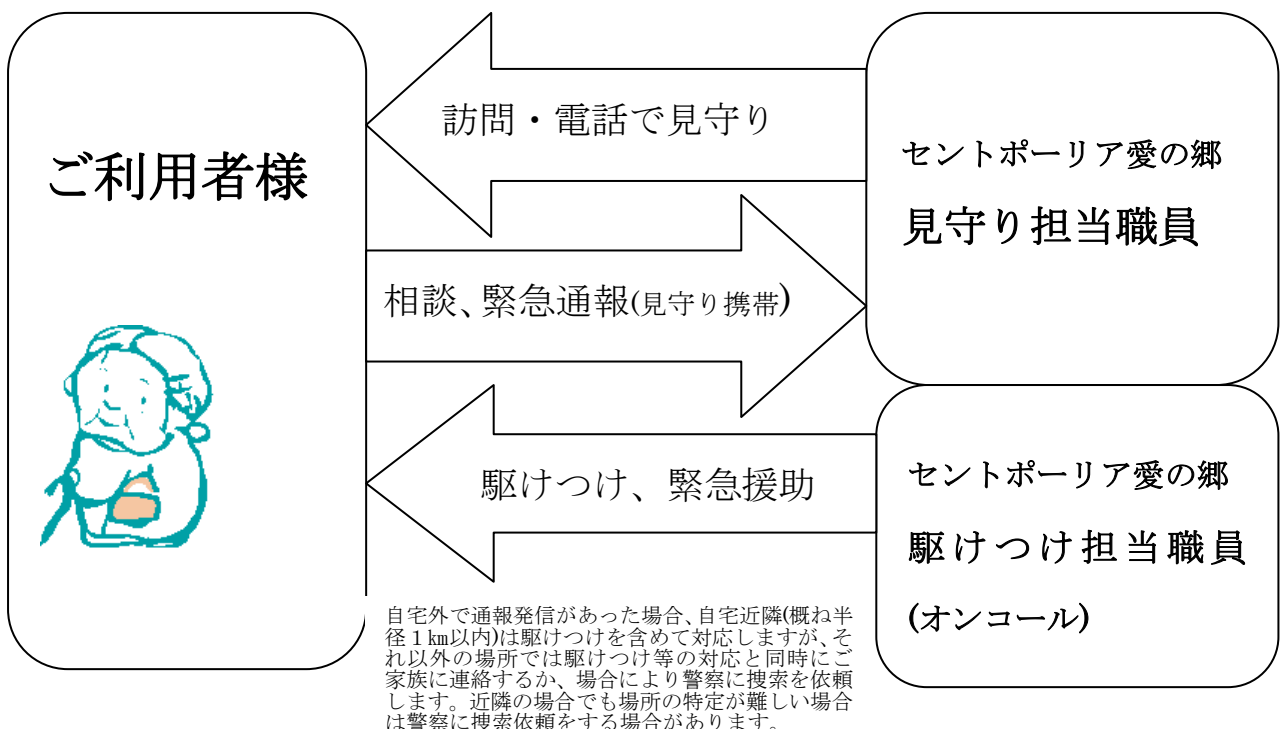 ご利用者様
訪問・電話で見守り
相談、緊急通報(見守り携帯)
駆けつけ、緊急援助
セントポーリア愛の郷
見守り担当職員
セントポーリア愛の郷
駆けつけ担当職員
(オンコール)
自宅外で通報発信があった場合、自宅近隣(概ね半
径１㎞以内)は駆けつけを含めて対応しますが、そ
れ以外の場所では駆けつけ等の対応と同時にご
家族に連絡するか、場合により警察に捜索を依頼
します。近隣の場合でも場所の特定が難しい場合
は警察に捜索依頼をする場合があります。